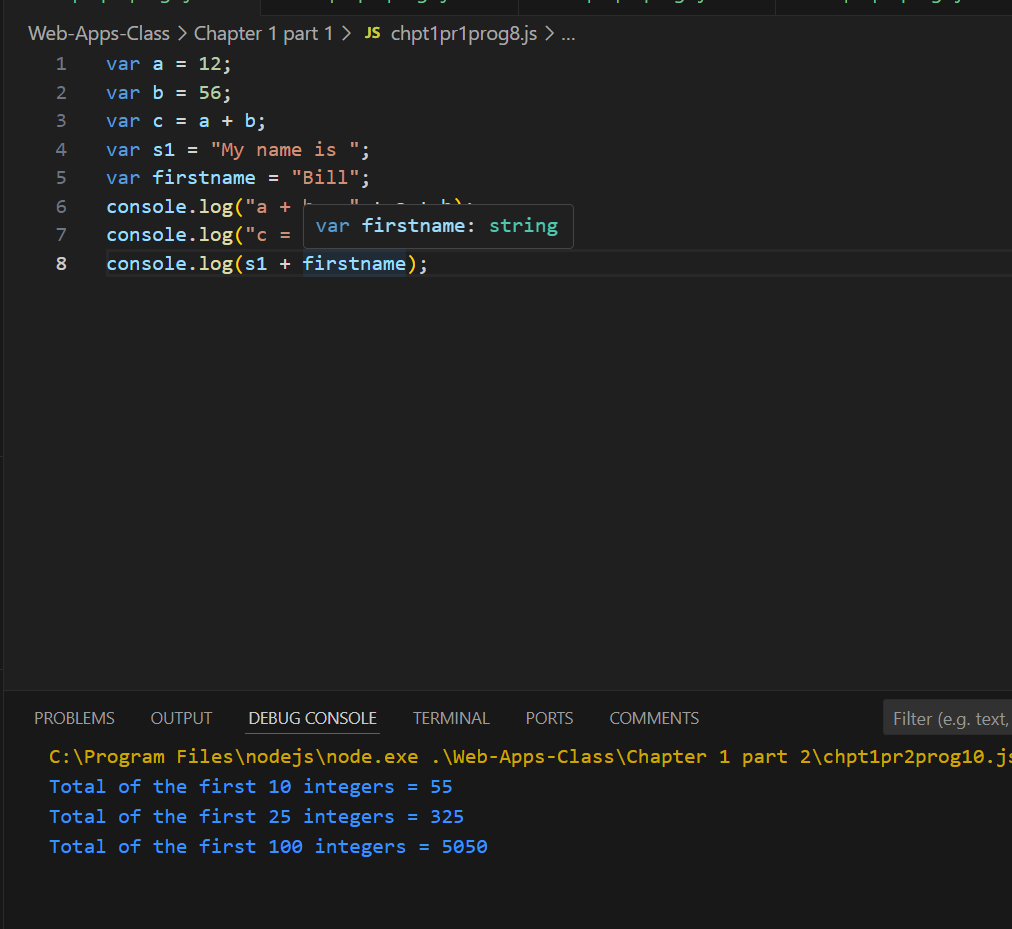 Web-Apps-Class > Chapter 1 part 1 > JS chpt1pr1prog8.js > ...
1 var a = 12;
2 var b = 56;
3 var c = a + b;
4 var s1 = "My name is ";
5 var firstname = "Bill";
6 console.log("a +
var firstname: string
7 console.log("c =
8 console.log(s1 + firstname);
PROBLEMS OUTPUT DEBUG CONSOLE TERMINAL PORTS COMMENTS Filter (e.g. text,
C:\Program Files\nodejs\node.exe .\Web-Apps-Class\Chapter 1 part 2\chpt1pr2prog10.js
Total of the first 10 integers = 55
Total of the first 25 integers = 325
Total of the first 100 integers = 5050